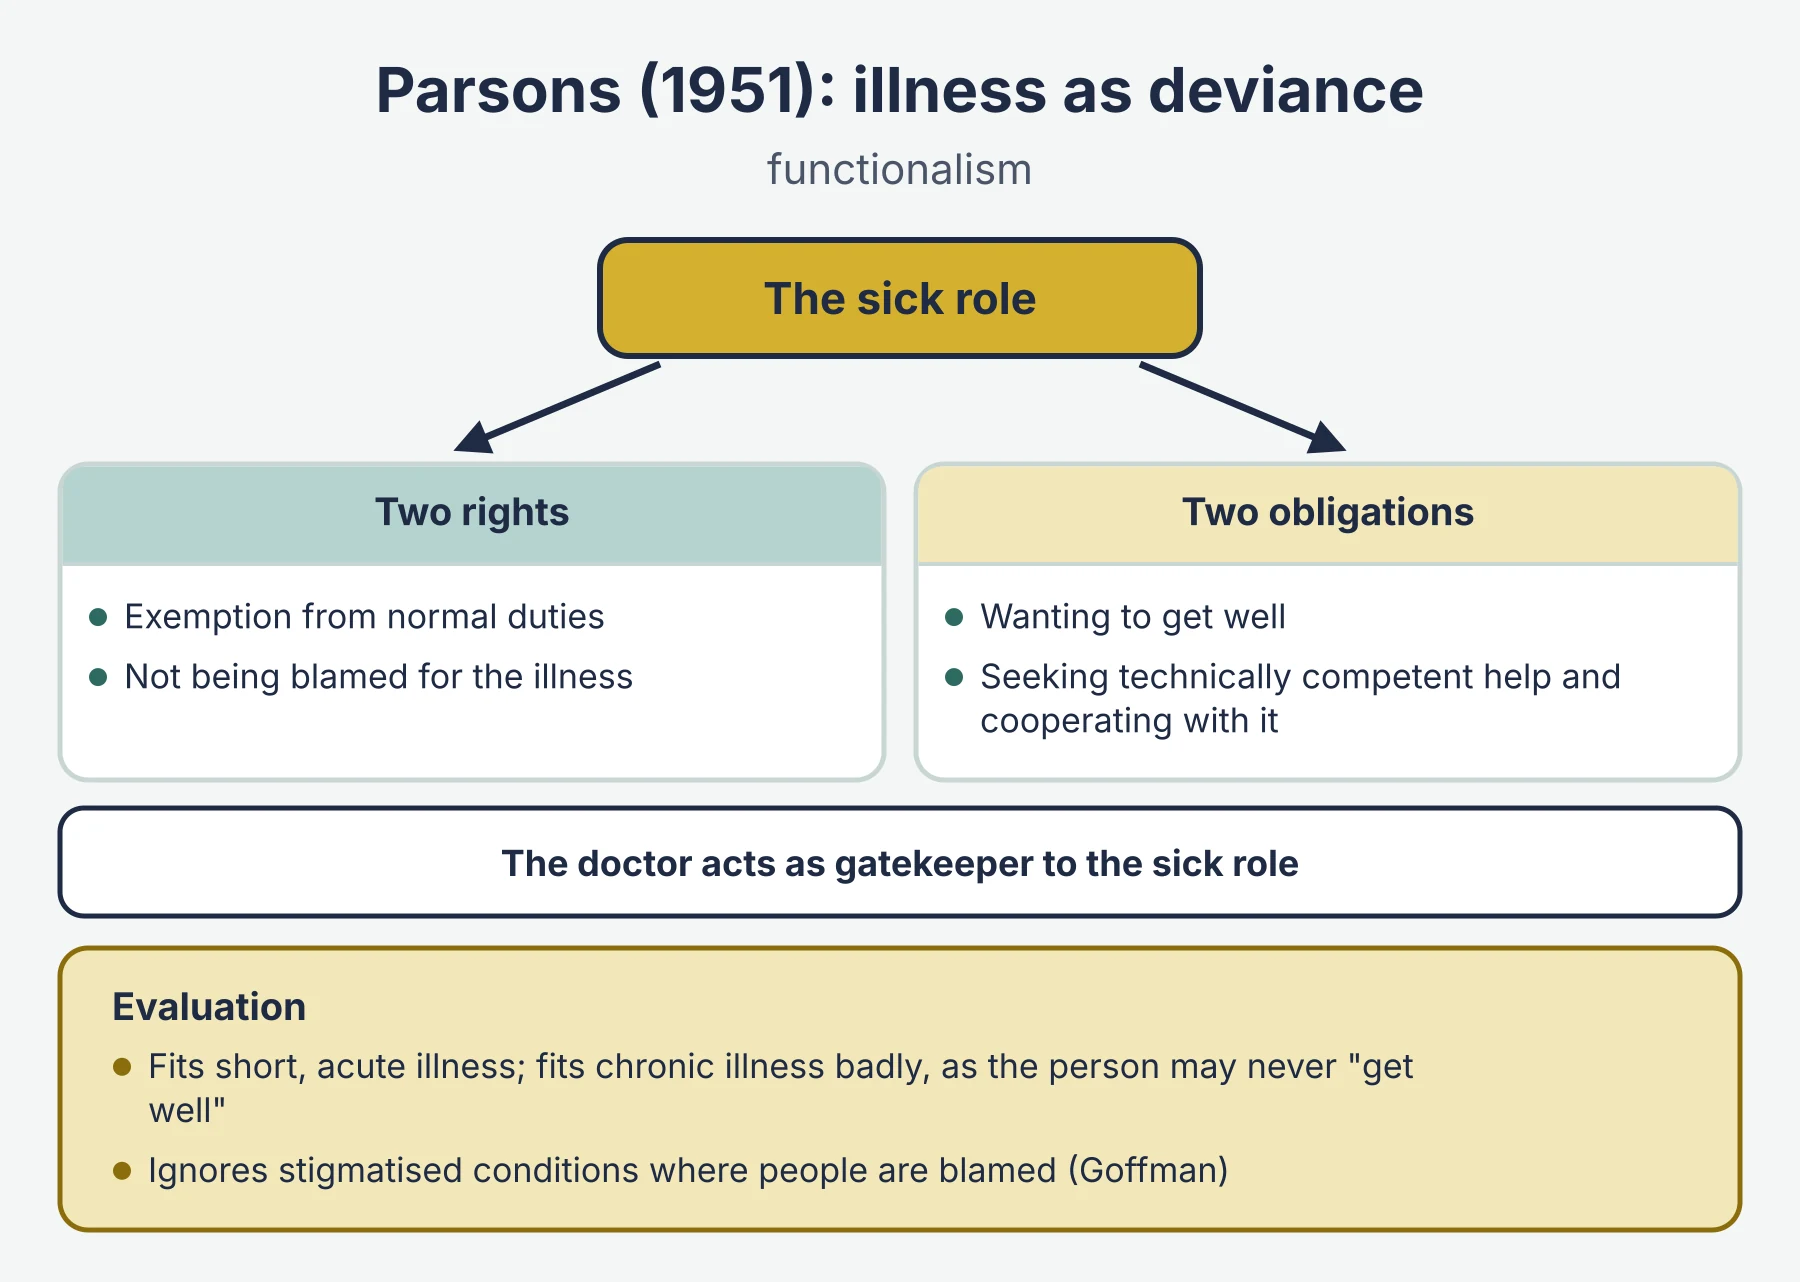 Parsons (1951): illness as deviance
functionalism
The sick role
Two rights
Exemption from normal duties
Not being blamed for the illness
Two obligations
Wanting to get well
Seeking technically competent help and
cooperating with it
The doctor acts as gatekeeper to the sick role
Evaluation
Fits short, acute illness; fits chronic illness badly, as the person may never "get
well"
Ignores stigmatised conditions where people are blamed (Goffman)